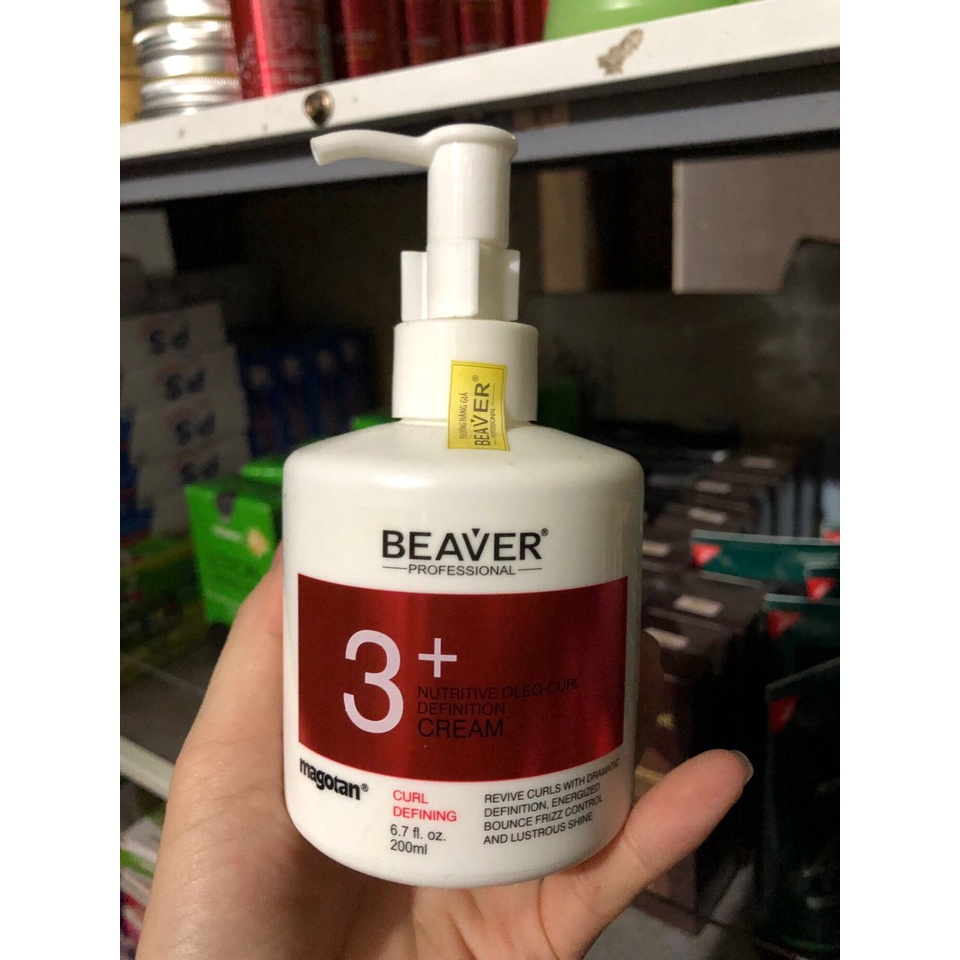 BEAVER®
PROFESSIONAL
3+
NUTRITIVE OLEO-CURL
DEFINITION
CREAM
magotan®
CURL
DEFINING
6.7 fl. oz.
200ml
REVIVE CURLS WITH DRAMATIC
DEFINITION, ENERGIZED
BOUNCE FRIZZ CONTROL
AND LUSTROUS SHINE
BEAVER®
PROFESSIONAL
P/S
P/S
P/S